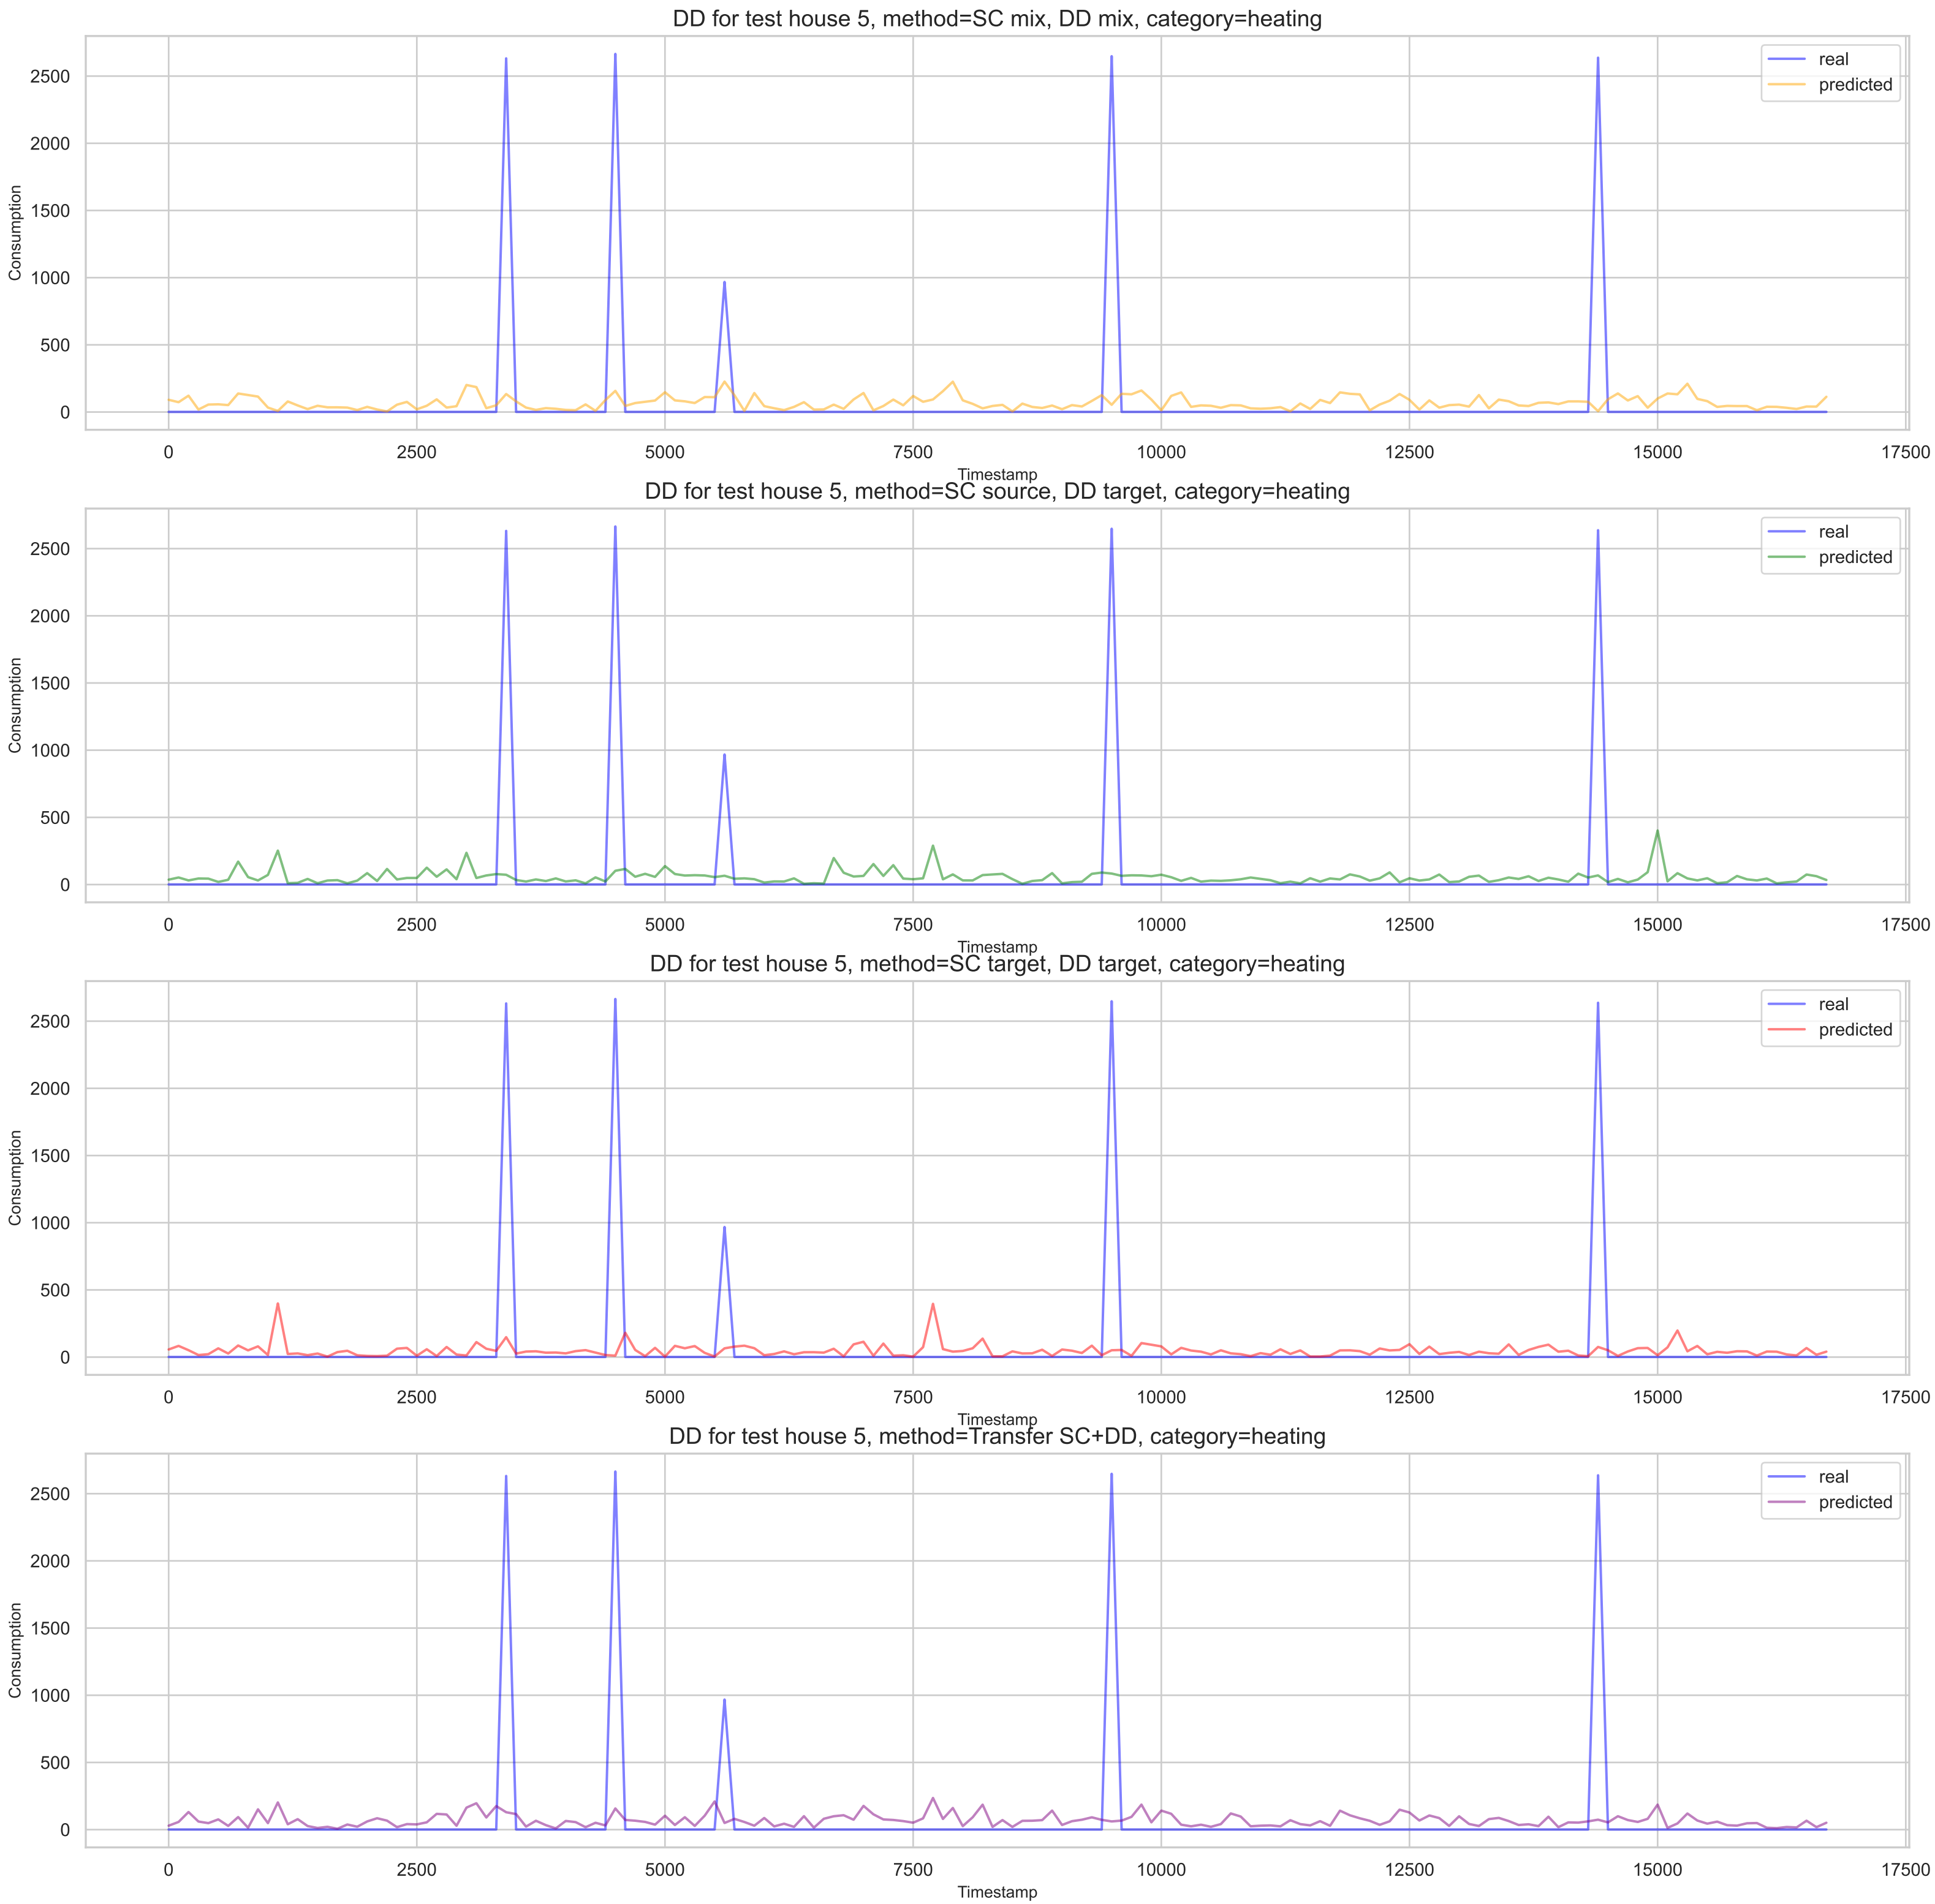 DD for test house 5, method=SC mix, DD mix, category=heating
real
predicted
Consumption
2500
2000
1500
1000
500
0
0 2500 5000 7500 10000 12500 15000 17500
Timestamp
DD for test house 5, method=SC source, DD target, category=heating
real
predicted
Consumption
2500
2000
1500
1000
500
0
0 2500 5000 7500 10000 12500 15000 17500
Timestamp
DD for test house 5, method=SC target, DD target, category=heating
real
predicted
Consumption
2500
2000
1500
1000
500
0
0 2500 5000 7500 10000 12500 15000 17500
Timestamp
DD for test house 5, method=Transfer SC+DD, category=heating
real
predicted
Consumption
2500
2000
1500
1000
500
0
0 2500 5000 7500 10000 12500 15000 17500
Timestamp